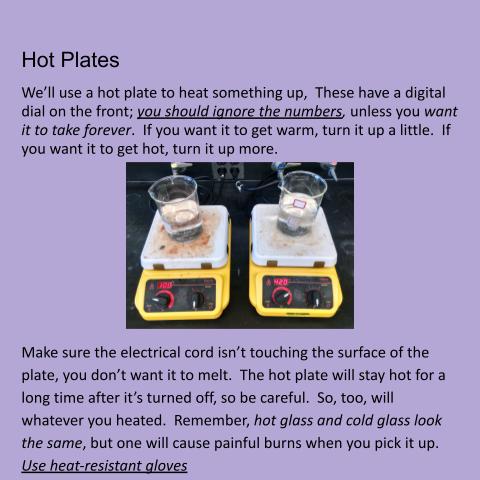 Hot Plates
We’ll use a hot plate to heat something up,  These have a digital
dial on the front; you should ignore the numbers, unless you want
it to take forever.  If you want it to get warm, turn it up a little.  If
you want it to get hot, turn it up more.
100
420
Make sure the electrical cord isn’t touching the surface of the
plate, you don’t want it to melt.  The hot plate will stay hot for a
long time after it’s turned off, so be careful.  So, too, will
whatever you heated.  Remember, hot glass and cold glass look
the same, but one will cause painful burns when you pick it up.
Use heat-resistant gloves